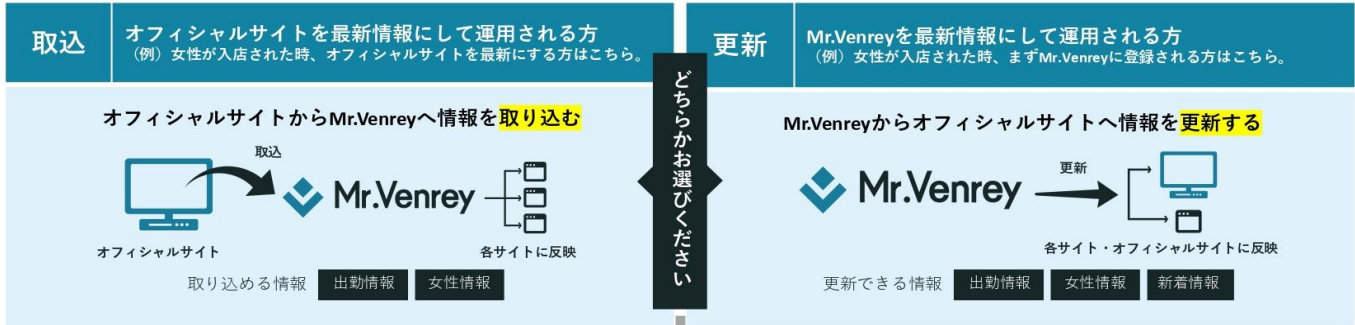 取込
オフィシャルサイトを最新情報にして運用される方
（例）女性が入店された時、オフィシャルサイトを最新にする方はこちら。
オフィシャルサイトからMr.Venreyへ情報を取り込む
取込
Mr.Venrey
オフィシャルサイト
各サイトに反映
取り込める情報 出勤情報 女性情報
どちらかお選びください
更新
Mr.Venreyを最新情報にして運用される方
（例）女性が入店された時、まずMr.Venreyに登録される方はこちら。
Mr.Venreyからオフィシャルサイトへ情報を更新する
更新
Mr.Venrey
各サイト・オフィシャルサイトに反映
更新できる情報 出勤情報 女性情報 新着情報